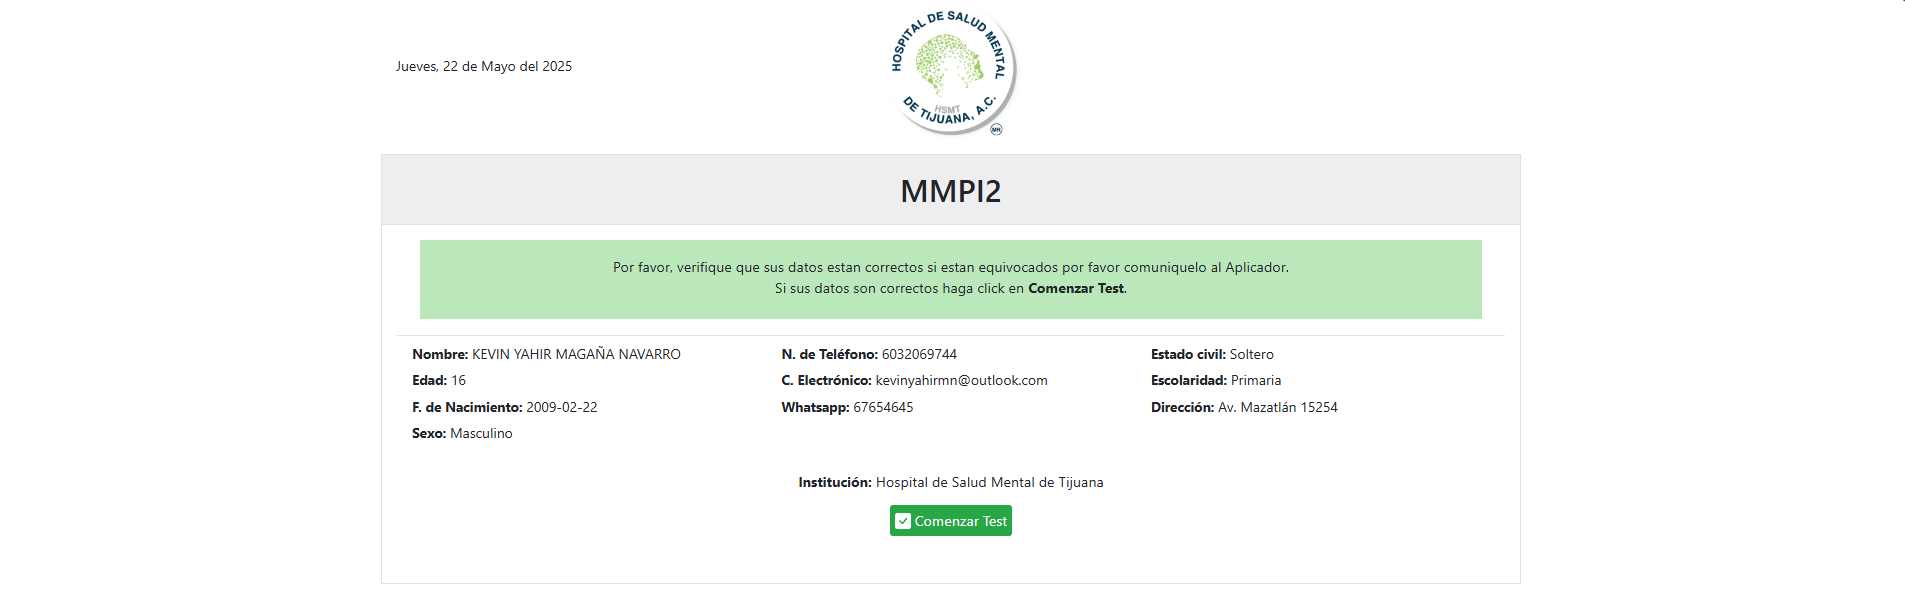 Jueves, 22 de Mayo del 2025
HOSPITAL DE SALUD MENTAL
HSMT
DE TIJUANA, A.C.
MR
MMPI2
Por favor, verifique que sus datos estan correctos si estan equivocados por favor comuniquelo al Aplicador.
Si sus datos son correctos haga click en Comenzar Test.
Nombre: KEVIN YAHIR MAGAÑA NAVARRO
N. de Teléfono: 6032069744
Estado civil: Soltero
Edad: 16
C. Electrónico: kevinyahirmn@outlook.com
Escolaridad: Primaria
F. de Nacimiento: 2009-02-22
Whatsapp: 67654645
Dirección: Av. Mazatlán 15254
Sexo: Masculino
Institución: Hospital de Salud Mental de Tijuana
Comenzar Test